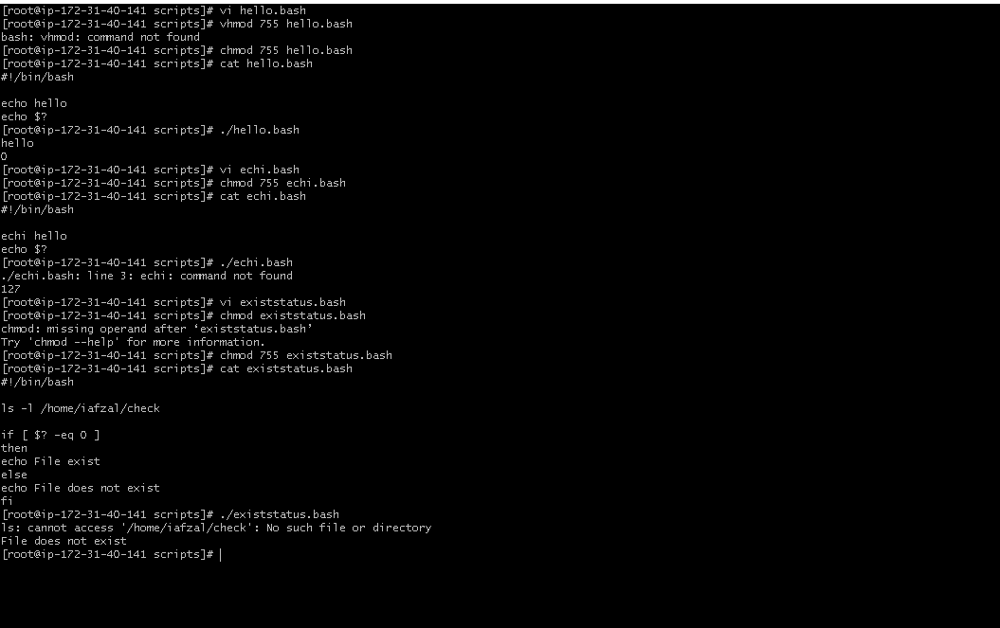 [root@ip-172-31-40-141 scripts]# vi hello.bash
[root@ip-172-31-40-141 scripts]# vhmod 755 hello.bash
bash: vhmod: command not found
[root@ip-172-31-40-141 scripts]# chmod 755 hello.bash
[root@ip-172-31-40-141 scripts]# cat hello.bash
#!/bin/bash
echo hello
echo $?
[root@ip-172-31-40-141 scripts]# ./hello.bash
hello
0
[root@ip-172-31-40-141 scripts]# vi echi.bash
[root@ip-172-31-40-141 scripts]# chmod 755 echi.bash
[root@ip-172-31-40-141 scripts]# cat echi.bash
#!/bin/bash
echi hello
echo $?
[root@ip-172-31-40-141 scripts]# ./echi.bash
./echi.bash: line 3: echi: command not found
127
[root@ip-172-31-40-141 scripts]# vi existstatus.bash
[root@ip-172-31-40-141 scripts]# chmod existstatus.bash
chmod: missing operand after ‘existstatus.bash’
Try 'chmod --help' for more information.
[root@ip-172-31-40-141 scripts]# chmod 755 existstatus.bash
[root@ip-172-31-40-141 scripts]# cat existstatus.bash
#!/bin/bash
ls -l /home/iafzal/check
if [ $? -eq 0 ]
then
echo File exist
else
echo File does not exist
fi
[root@ip-172-31-40-141 scripts]# ./existstatus.bash
ls: cannot access '/home/iafzal/check': No such file or directory
File does not exist
[root@ip-172-31-40-141 scripts]#